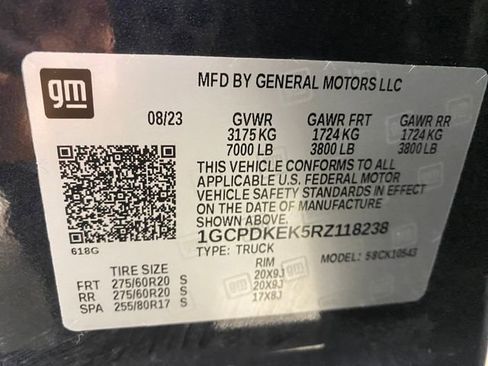 gm
MFD BY GENERAL MOTORS LLC
08/23 GVWR GAWR FRT GAWR RR
3175 KG 1724 KG 1724 KG
7000 LB 3800 LB 3800 LB
THIS VEHICLE CONFORMS TO ALL
APPLICABLE U.S. FEDERAL MOTOR
VEHICLE SAFETY STANDARDS IN EFFECT
ON THE DATE OF MANUFACTURE
SHOWN ABOVE.
1GCPDKEK5RZ118238
618G TYPE: TRUCK MODEL: 58CK10543
TIRE SIZE RIM
FRT 275/60R20 S 20X9J
RR 275/60R20 S 20X9J
SPA 255/80R17 S 17X8J